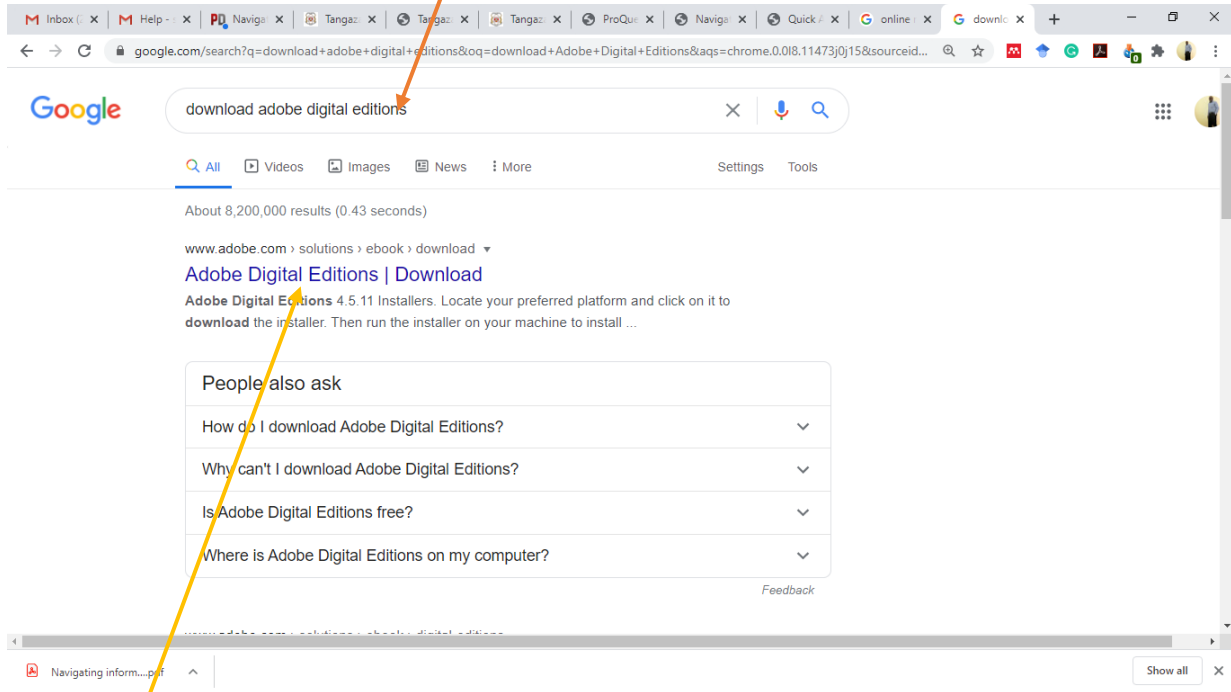 Inbox (
Help - s
Naviga
Tangaz
Tangaz
Tangaz
ProQue
Naviga
Quick A
online
downlo
google.com/search?q=download+adobe+digital+editions&oq=download+Adobe+Digital+Editions&aqs=chrome.0.0l8.11473j0j15&sourceid...
0
Google
download adobe digital editions
All Videos Images News More Settings Tools
About 8,200,000 results (0.43 seconds)
www.adobe.com › solutions › ebook › download
Adobe Digital Editions | Download
Adobe Digital Editions 4.5.11 Installers. Locate your preferred platform and click on it to
download the installer. Then run the installer on your machine to install ...
People also ask
How do I download Adobe Digital Editions?
Why can't I download Adobe Digital Editions?
Is Adobe Digital Editions free?
Where is Adobe Digital Editions on my computer?
Feedback
Navigating inform....pdf
Show all